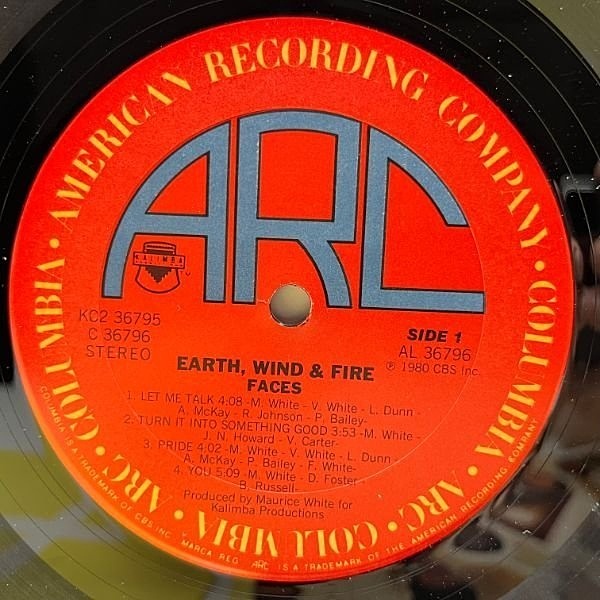 AMERICAN RECORDING COMPANY • COLUMBIA • ARC • COLUMBIA • ARC • COLUMBIA •
ARC
KALIMBA
KC2 36795
C 36796
STEREO
SIDE 1
AL 36796
℗ 1980 CBS Inc.
EARTH, WIND & FIRE
FACES
1. LET ME TALK 4:08 -M. White - V. White - L. Dunn -
A. McKay - R. Johnson - P. Bailey-
2. TURN IT INTO SOMETHING GOOD 3:53 -M. White -
J. N. Howard - V. Carter-
3. PRIDE 4:02 -M. White - V. White - L. Dunn -
A. McKay - P. Bailey - F. White-
4. YOU 5:09 -M. White - D. Foster -
B. Russell-
Produced by Maurice White for
Kalimba Productions
COLUMBIA IS A TRADEMARK OF CBS INC. MARCA REG. ARC IS A TRADEMARK OF THE AMERICAN RECORDING COMPANY.